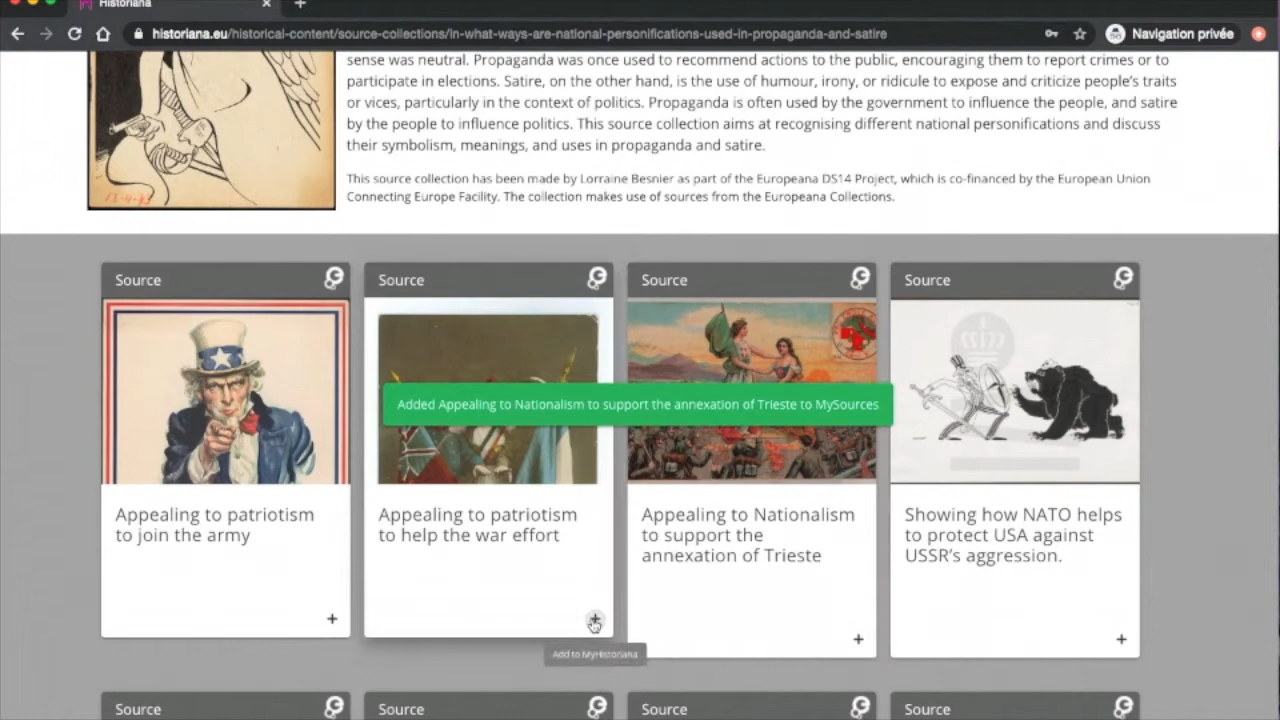 Historiana
historiana.eu/historical-content/source-collections/in-what-ways-are-national-personifications-used-in-propaganda-and-satire
Navigation privée
sense was neutral. Propaganda was once used to recommend actions to the public, encouraging them to report crimes or to
participate in elections. Satire, on the other hand, is the use of humour, irony, or ridicule to expose and criticize people's traits
or vices, particularly in the context of politics. Propaganda is often used by the government to influence the people, and satire
by the people to influence politics. This source collection aims at recognising different national personifications and discuss
their symbolism, meanings, and uses in propaganda and satire.
This source collection has been made by Lorraine Besnier as part of the Europeana DS14 Project, which is co-financed by the European Union
Connecting Europe Facility. The collection makes use of sources from the Europeana Collections.
Source
Source
Source
Source
Added Appealing to Nationalism to support the annexation of Trieste to MySources
Appealing to patriotism
to join the army
Appealing to patriotism
to help the war effort
Appealing to Nationalism
to support the
annexation of Trieste
Showing how NATO helps
to protect USA against
USSR's aggression.
Add to MyHistoriana
Source
Source
Source
Source